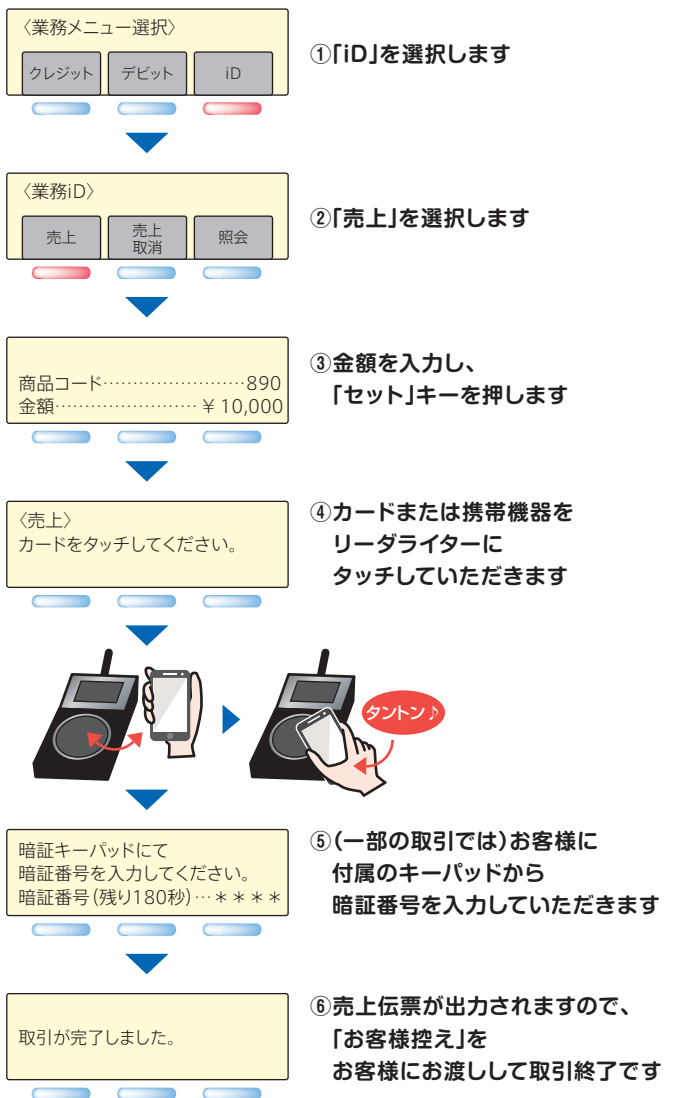 〈業務メニュー選択〉
クレジット デビット iD
①「iD」を選択します
〈業務iD〉
売上 売上 照会
取消
②「売上」を選択します
商品コード……………………890
金額……………………¥ 10,000
③金額を入力し、
「セット」キーを押します
〈売上〉
カードをタッチしてください。
④カードまたは携帯機器を
リーダライターに
タッチしていただきます
タントン♪
暗証キーパッドにて
暗証番号を入力してください。
暗証番号(残り180秒)…＊＊＊＊
⑤(一部の取引では)お客様に
付属のキーパッドから
暗証番号を入力していただきます
取引が完了しました。
⑥売上伝票が出力されますので、
「お客様控え」を
お客様にお渡しして取引終了です